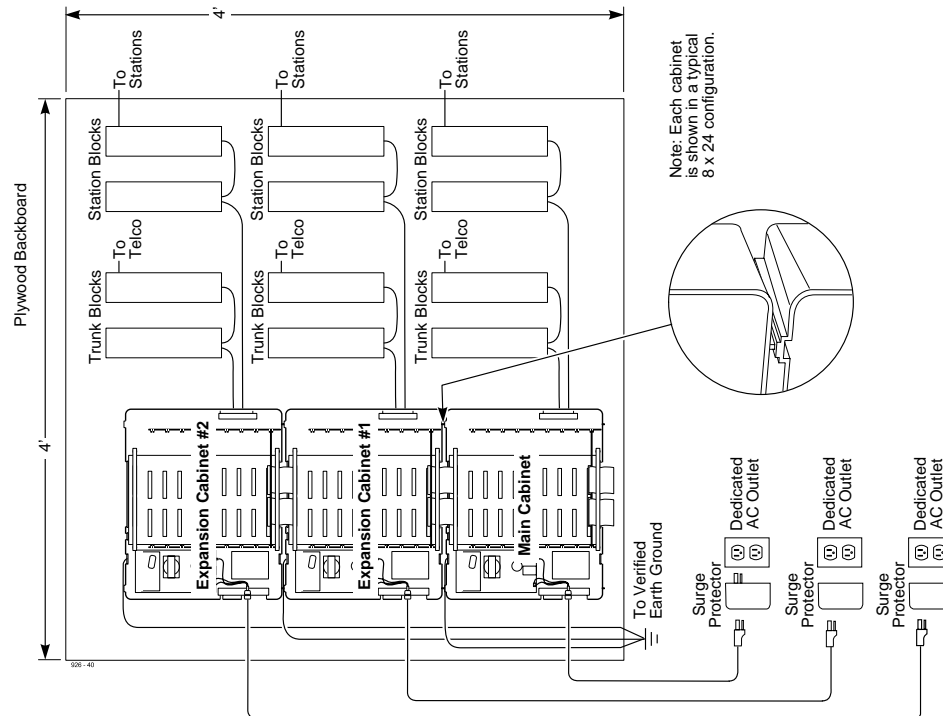 4'
To
Stations
To
Stations
To
Stations
Plywood Backboard
Station Blocks
Station Blocks
Station Blocks
Note: Each cabinet
is shown in a typical
8 x 24 configuration.
To
Telco
To
Telco
To
Telco
Trunk Blocks
Trunk Blocks
Trunk Blocks
4'
Expansion Cabinet #2
Expansion Cabinet #1
Main Cabinet
To Verified
Earth Ground
Dedicated
AC Outlet
Dedicated
AC Outlet
Dedicated
AC Outlet
Surge
Protector
Surge
Protector
Surge
Protector
926 - 40